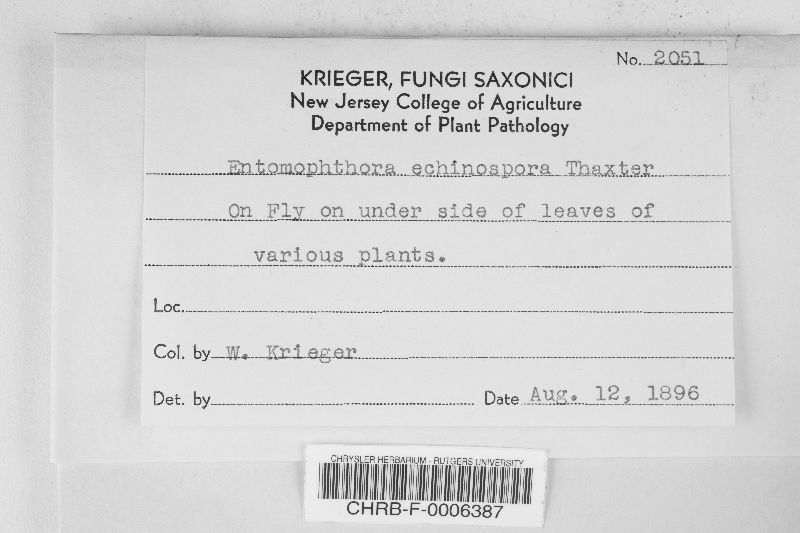 No. 2051
KRIEGER, FUNGI SAXONICI
New Jersey College of Agriculture
Department of Plant Pathology
Entomophthora echinospora Thaxter
On Fly on under side of leaves of
various plants.
Loc.
Col. by W. Krieger
Det. by Date Aug. 12, 1896
CHRYSLER HERBARIUM - RUTGERS UNIVERSITY
CHRB-F-0006387